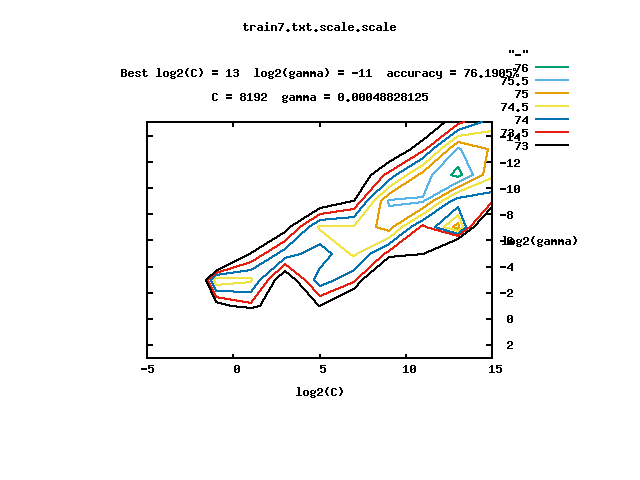 train7.txt.scale.scale
"-"
Best log2(C) = 13 log2(gamma) = -11 accuracy = 76.1905%
76
75.5
C = 8192 gamma = 0.00048828125
75
74.5
74
73.5
73
-14
-12
-10
-8
-6
log2(gamma)
-4
-2
0
2
-5 0 5 10 15
log2(C)